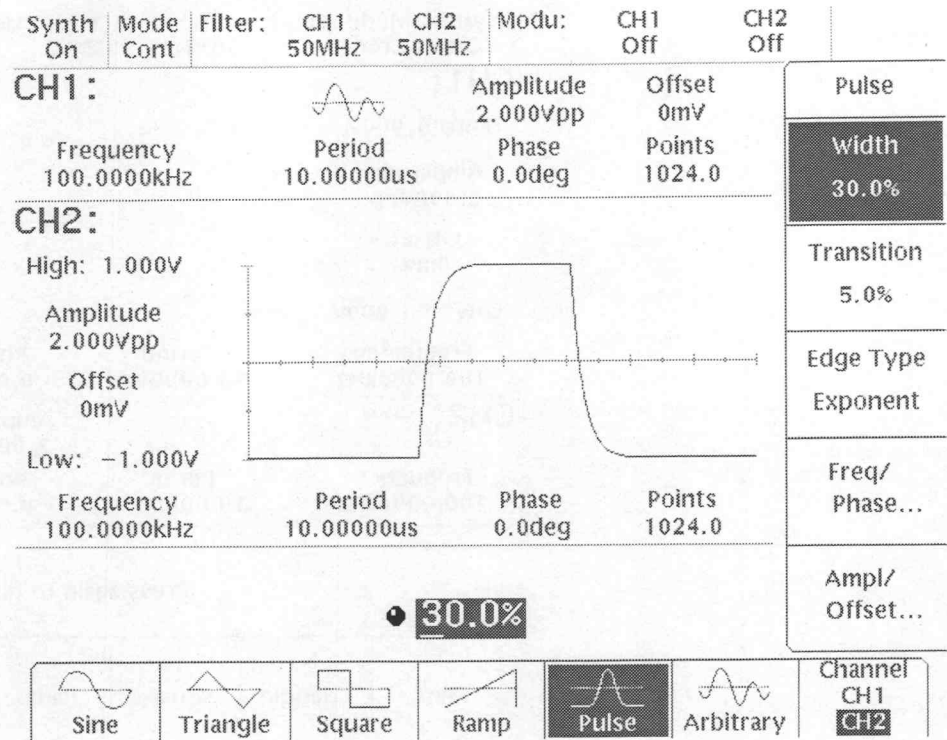 Synth Mode Filter: CH1 CH2 Modu: CH1 CH2
On Cont 50MHz 50MHz Off Off
CH1: Amplitude Offset
2.000Vpp 0mV
Frequency Period Phase Points
100.0000kHz 10.00000us 0.0deg 1024.0
CH2:
High: 1.000V
Amplitude
2.000Vpp
Offset
0mV
Low: -1.000V
Frequency Period Phase Points
100.0000kHz 10.00000us 0.0deg 1024.0
30.0%
Pulse
Width
30.0%
Transition
5.0%
Edge Type
Exponent
Freq/
Phase...
Ampl/
Offset...
Sine Triangle Square Ramp Pulse Arbitrary
Channel
CH1
CH2